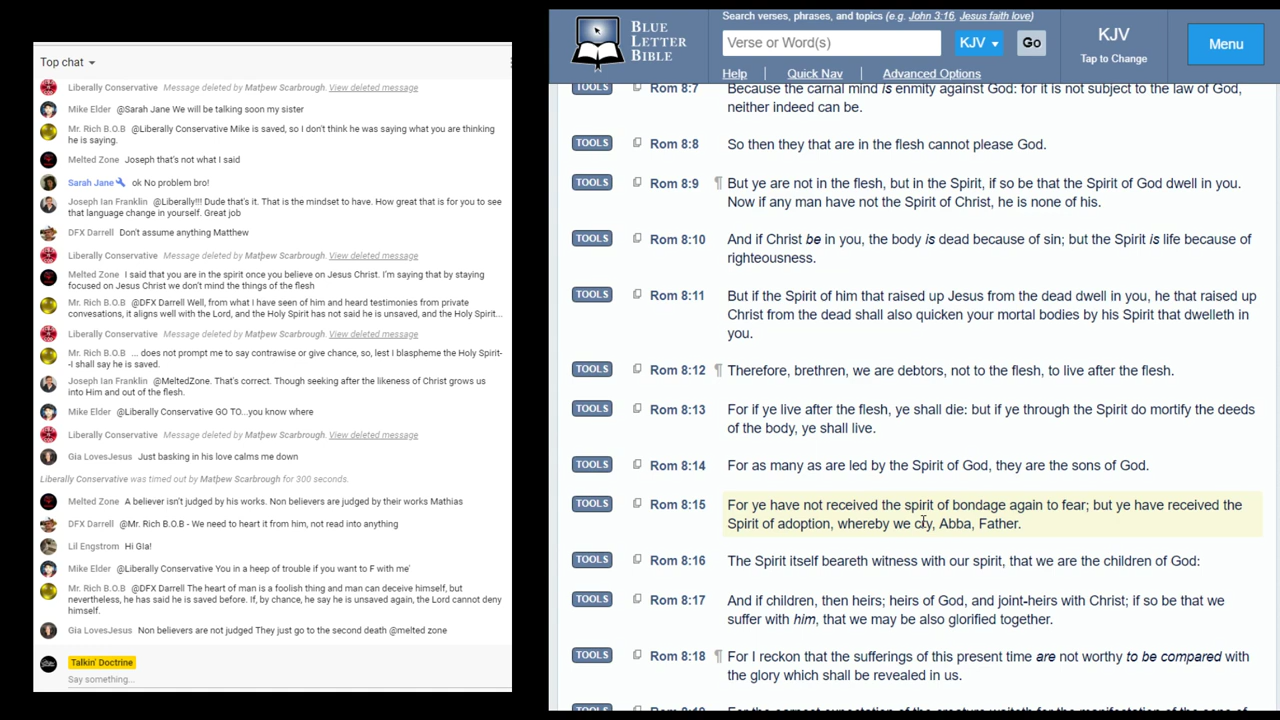 Top chat
Liberally Conservative Message deleted by Matþew Scarbrough. View deleted message
Mike Elder @Sarah Jane We will be talking soon my sister
Mr. Rich B.O.B @Liberally Conservative Mike is saved, so I don't think he was saying what you are thinking
he is saying.
Melted Zone Joseph that's not what I said
Sarah Jane ok No problem bro!
Joseph Ian Franklin @Liberally!!! Dude that's it. That is the mindset to have. How great that is for you to see
that language change in yourself. Great job
DFX Darrell Don't assume anything Matthew
Liberally Conservative Message deleted by Matþew Scarbrough. View deleted message
Melted Zone I said that you are in the spirit once you believe on Jesus Christ. I'm saying that by staying
focused on Jesus Christ we don't mind the things of the flesh
Mr. Rich B.O.B @DFX Darrell Well, from what I have seen of him and heard testimonies from private
convesations, it aligns well with the Lord, and the Holy Spirit has not said he is unsaved, and the Holy Spirit...
Liberally Conservative Message deleted by Matþew Scarbrough. View deleted message
Mr. Rich B.O.B ... does not prompt me to say contrawise or give chance, so, lest I blaspheme the Holy Spirit-
-I shall say he is saved.
Joseph Ian Franklin @MeltedZone. That's correct. Though seeking after the likeness of Christ grows us
into Him and out of the flesh.
Mike Elder @Liberally Conservative GO TO...you know where
Liberally Conservative Message deleted by Matþew Scarbrough. View deleted message
Gia LovesJesus Just basking in his love calms me down
Liberally Conservative was timed out by Matþew Scarbrough for 300 seconds.
Melted Zone A believer isn't judged by his works. Non believers are judged by their works Mathias
DFX Darrell @Mr. Rich B.O.B - We need to heart it from him, not read into anything
Lil Engstrom Hi GIa!
Mike Elder @Liberally Conservative You in a heep of trouble if you want to F with me'
Mr. Rich B.O.B @DFX Darrell The heart of man is a foolish thing and man can deceive himself, but
nevertheless, he has said he is saved before. If, by chance, he say he is unsaved again, the Lord cannot deny
himself.
Gia LovesJesus Non believers are not judged They just go to the second death @melted zone
Talkin' Doctrine
Say something...
BLUE
LETTER
BIBLE
Search verses, phrases, and topics (e.g. John 3:16, Jesus faith love)
Verse or Word(s)
KJV
Go
Help | Quick Nav | Advanced Options
KJV
Tap to Change
Menu
TOOLS Rom 8:7 Because the carnal mind is enmity against God: for it is not subject to the law of God,
neither indeed can be.
TOOLS Rom 8:8 So then they that are in the flesh cannot please God.
TOOLS Rom 8:9 ¶ But ye are not in the flesh, but in the Spirit, if so be that the Spirit of God dwell in you.
Now if any man have not the Spirit of Christ, he is none of his.
TOOLS Rom 8:10 And if Christ be in you, the body is dead because of sin; but the Spirit is life because of
righteousness.
TOOLS Rom 8:11 But if the Spirit of him that raised up Jesus from the dead dwell in you, he that raised up
Christ from the dead shall also quicken your mortal bodies by his Spirit that dwelleth in
you.
TOOLS Rom 8:12 ¶ Therefore, brethren, we are debtors, not to the flesh, to live after the flesh.
TOOLS Rom 8:13 For if ye live after the flesh, ye shall die: but if ye through the Spirit do mortify the deeds
of the body, ye shall live.
TOOLS Rom 8:14 For as many as are led by the Spirit of God, they are the sons of God.
TOOLS Rom 8:15 For ye have not received the spirit of bondage again to fear; but ye have received the
Spirit of adoption, whereby we cry, Abba, Father.
TOOLS Rom 8:16 The Spirit itself beareth witness with our spirit, that we are the children of God:
TOOLS Rom 8:17 And if children, then heirs; heirs of God, and joint-heirs with Christ; if so be that we
suffer with him, that we may be also glorified together.
TOOLS Rom 8:18 ¶ For I reckon that the sufferings of this present time are not worthy to be compared with
the glory which shall be revealed in us.